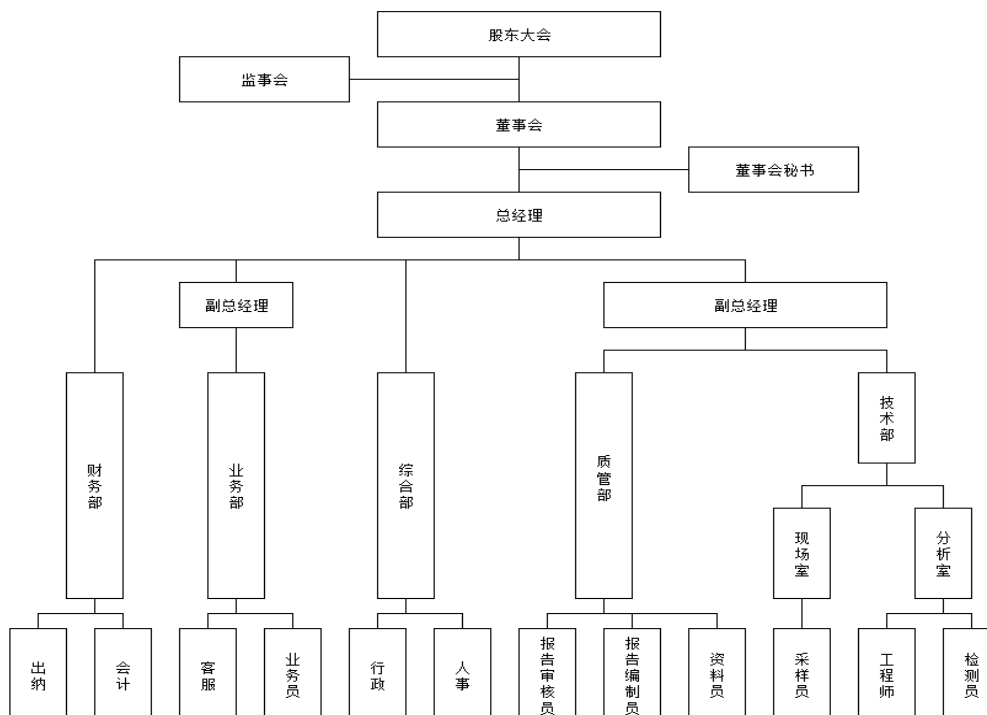 股东大会
监事会
董事会
董事会秘书
总经理
副总经理
副总经理
财务部
业务部
综合部
质管部
技术部
现场室
分析室
出纳
会计
客服
业务员
行政
人事
报告审核员
报告编制员
资料员
采样员
工程师
检测员